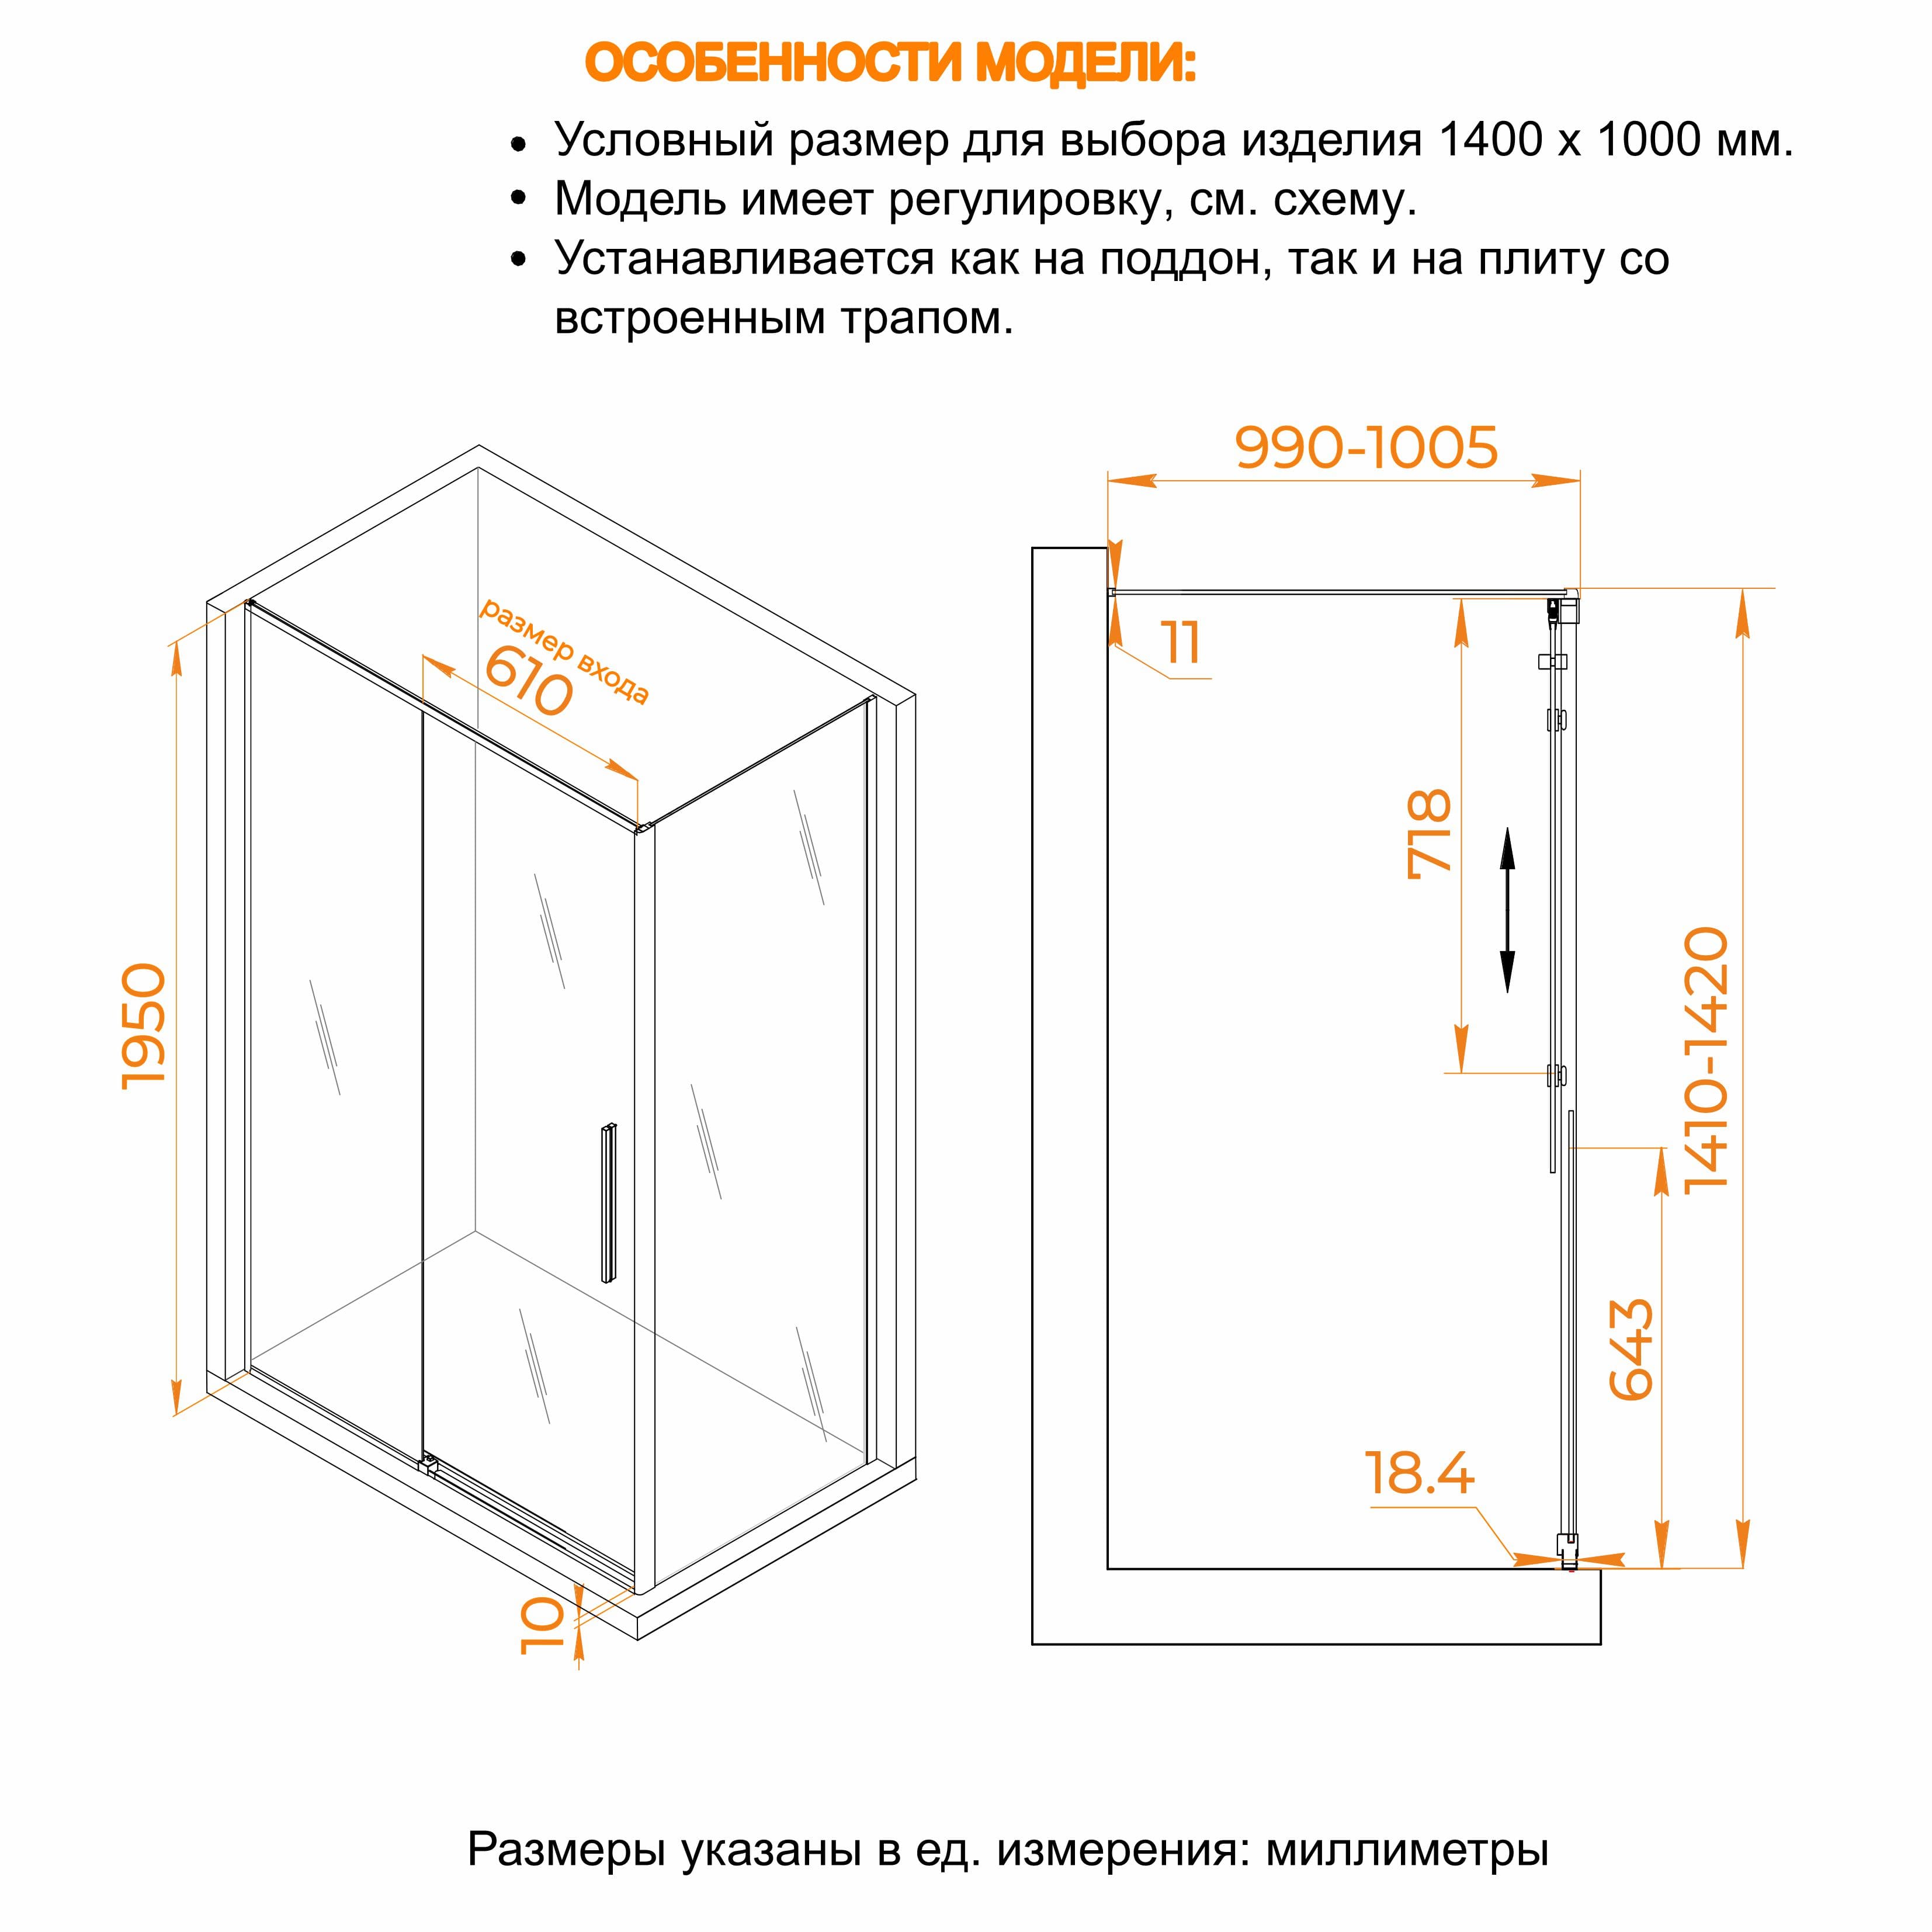 ОСОБЕННОСТИ МОДЕЛИ:
• Условный размер для выбора изделия 1400 х 1000 мм.
• Модель имеет регулировку, см. схему.
• Устанавливается как на поддон, так и на плиту со
встроенным трапом.
990-1005
11
размер входа
610
718
1950
1410-1420
643
18.4
10
Размеры указаны в ед. измерения: миллиметры